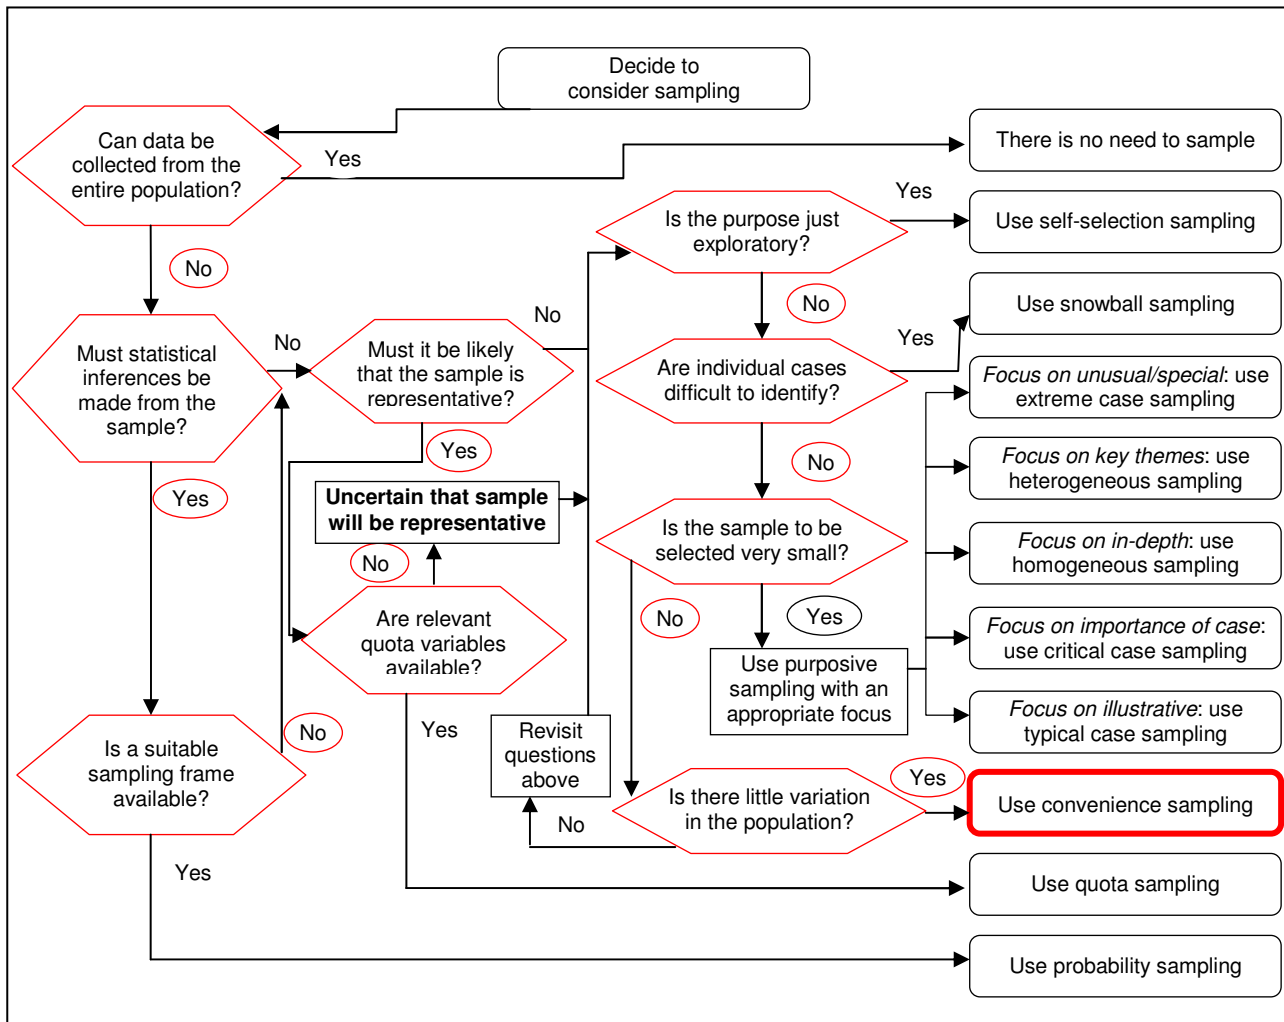 Decide to
consider sampling
Can data be
collected from the
entire population?
Yes
There is no need to sample
No
Is the purpose just
exploratory?
Yes
Use self-selection sampling
No
Must statistical
inferences be
made from the
sample?
No
Must it be likely
that the sample is
representative?
No
Are individual cases
difficult to identify?
Yes
Use snowball sampling
Yes
Yes
No
Uncertain that sample
will be representative
No
Are relevant
quota variables
available?
Yes
Is the sample to be
selected very small?
No
Yes
Use purposive
sampling with an
appropriate focus
Focus on unusual/special: use
extreme case sampling
Focus on key themes: use
heterogeneous sampling
Focus on in-depth: use
homogeneous sampling
Focus on importance of case:
use critical case sampling
Focus on illustrative: use
typical case sampling
Is a suitable
sampling frame
available?
No
Yes
Revisit
questions
above
No
Is there little variation
in the population?
Yes
Use convenience sampling
Use quota sampling
Use probability sampling